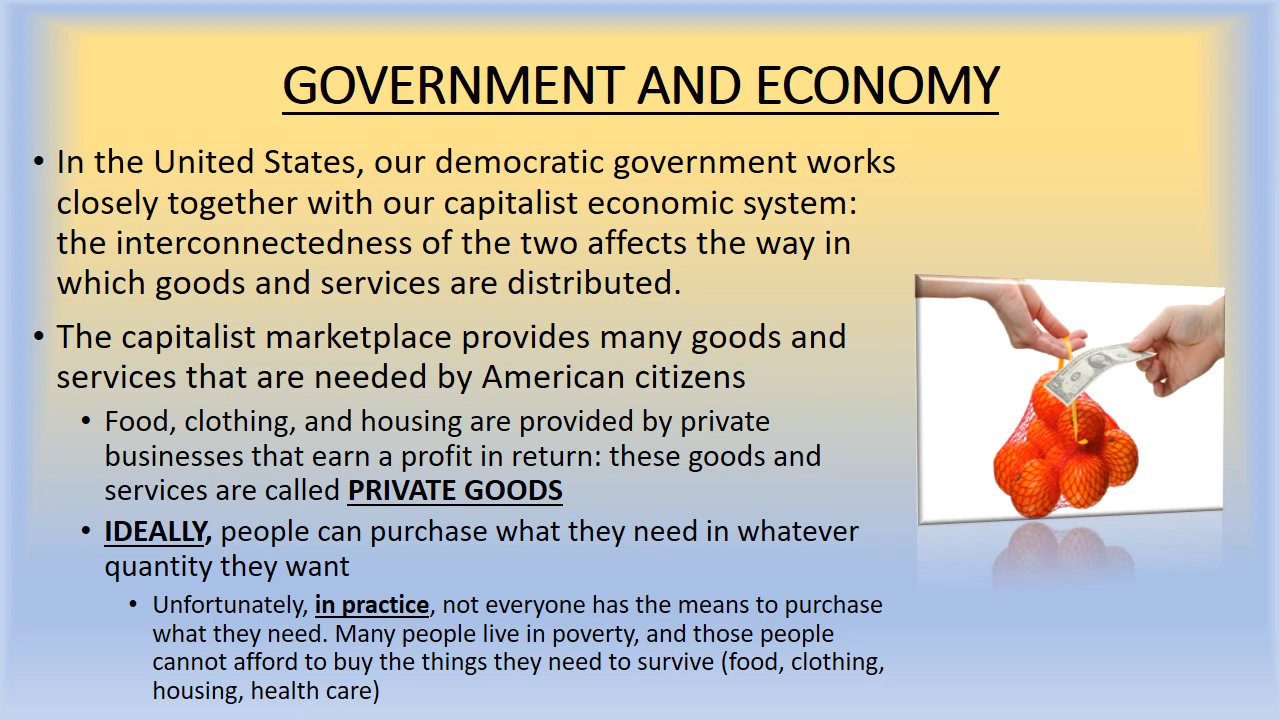 GOVERNMENT AND ECONOMY
• In the United States, our democratic government works
closely together with our capitalist economic system:
the interconnectedness of the two affects the way in
which goods and services are distributed.
• The capitalist marketplace provides many goods and
services that are needed by American citizens
• Food, clothing, and housing are provided by private
businesses that earn a profit in return: these goods and
services are called PRIVATE GOODS
• IDEALLY, people can purchase what they need in whatever
quantity they want
• Unfortunately, in practice, not everyone has the means to purchase
what they need. Many people live in poverty, and those people
cannot afford to buy the things they need to survive (food, clothing,
housing, health care)